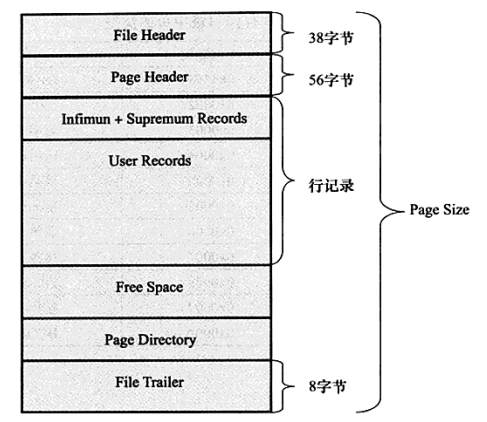 File Header
38字节
Page Header
56字节
Infimun + Supremum Records
User Records
行记录
Page Size
Free Space
Page Directory
File Trailer
8字节